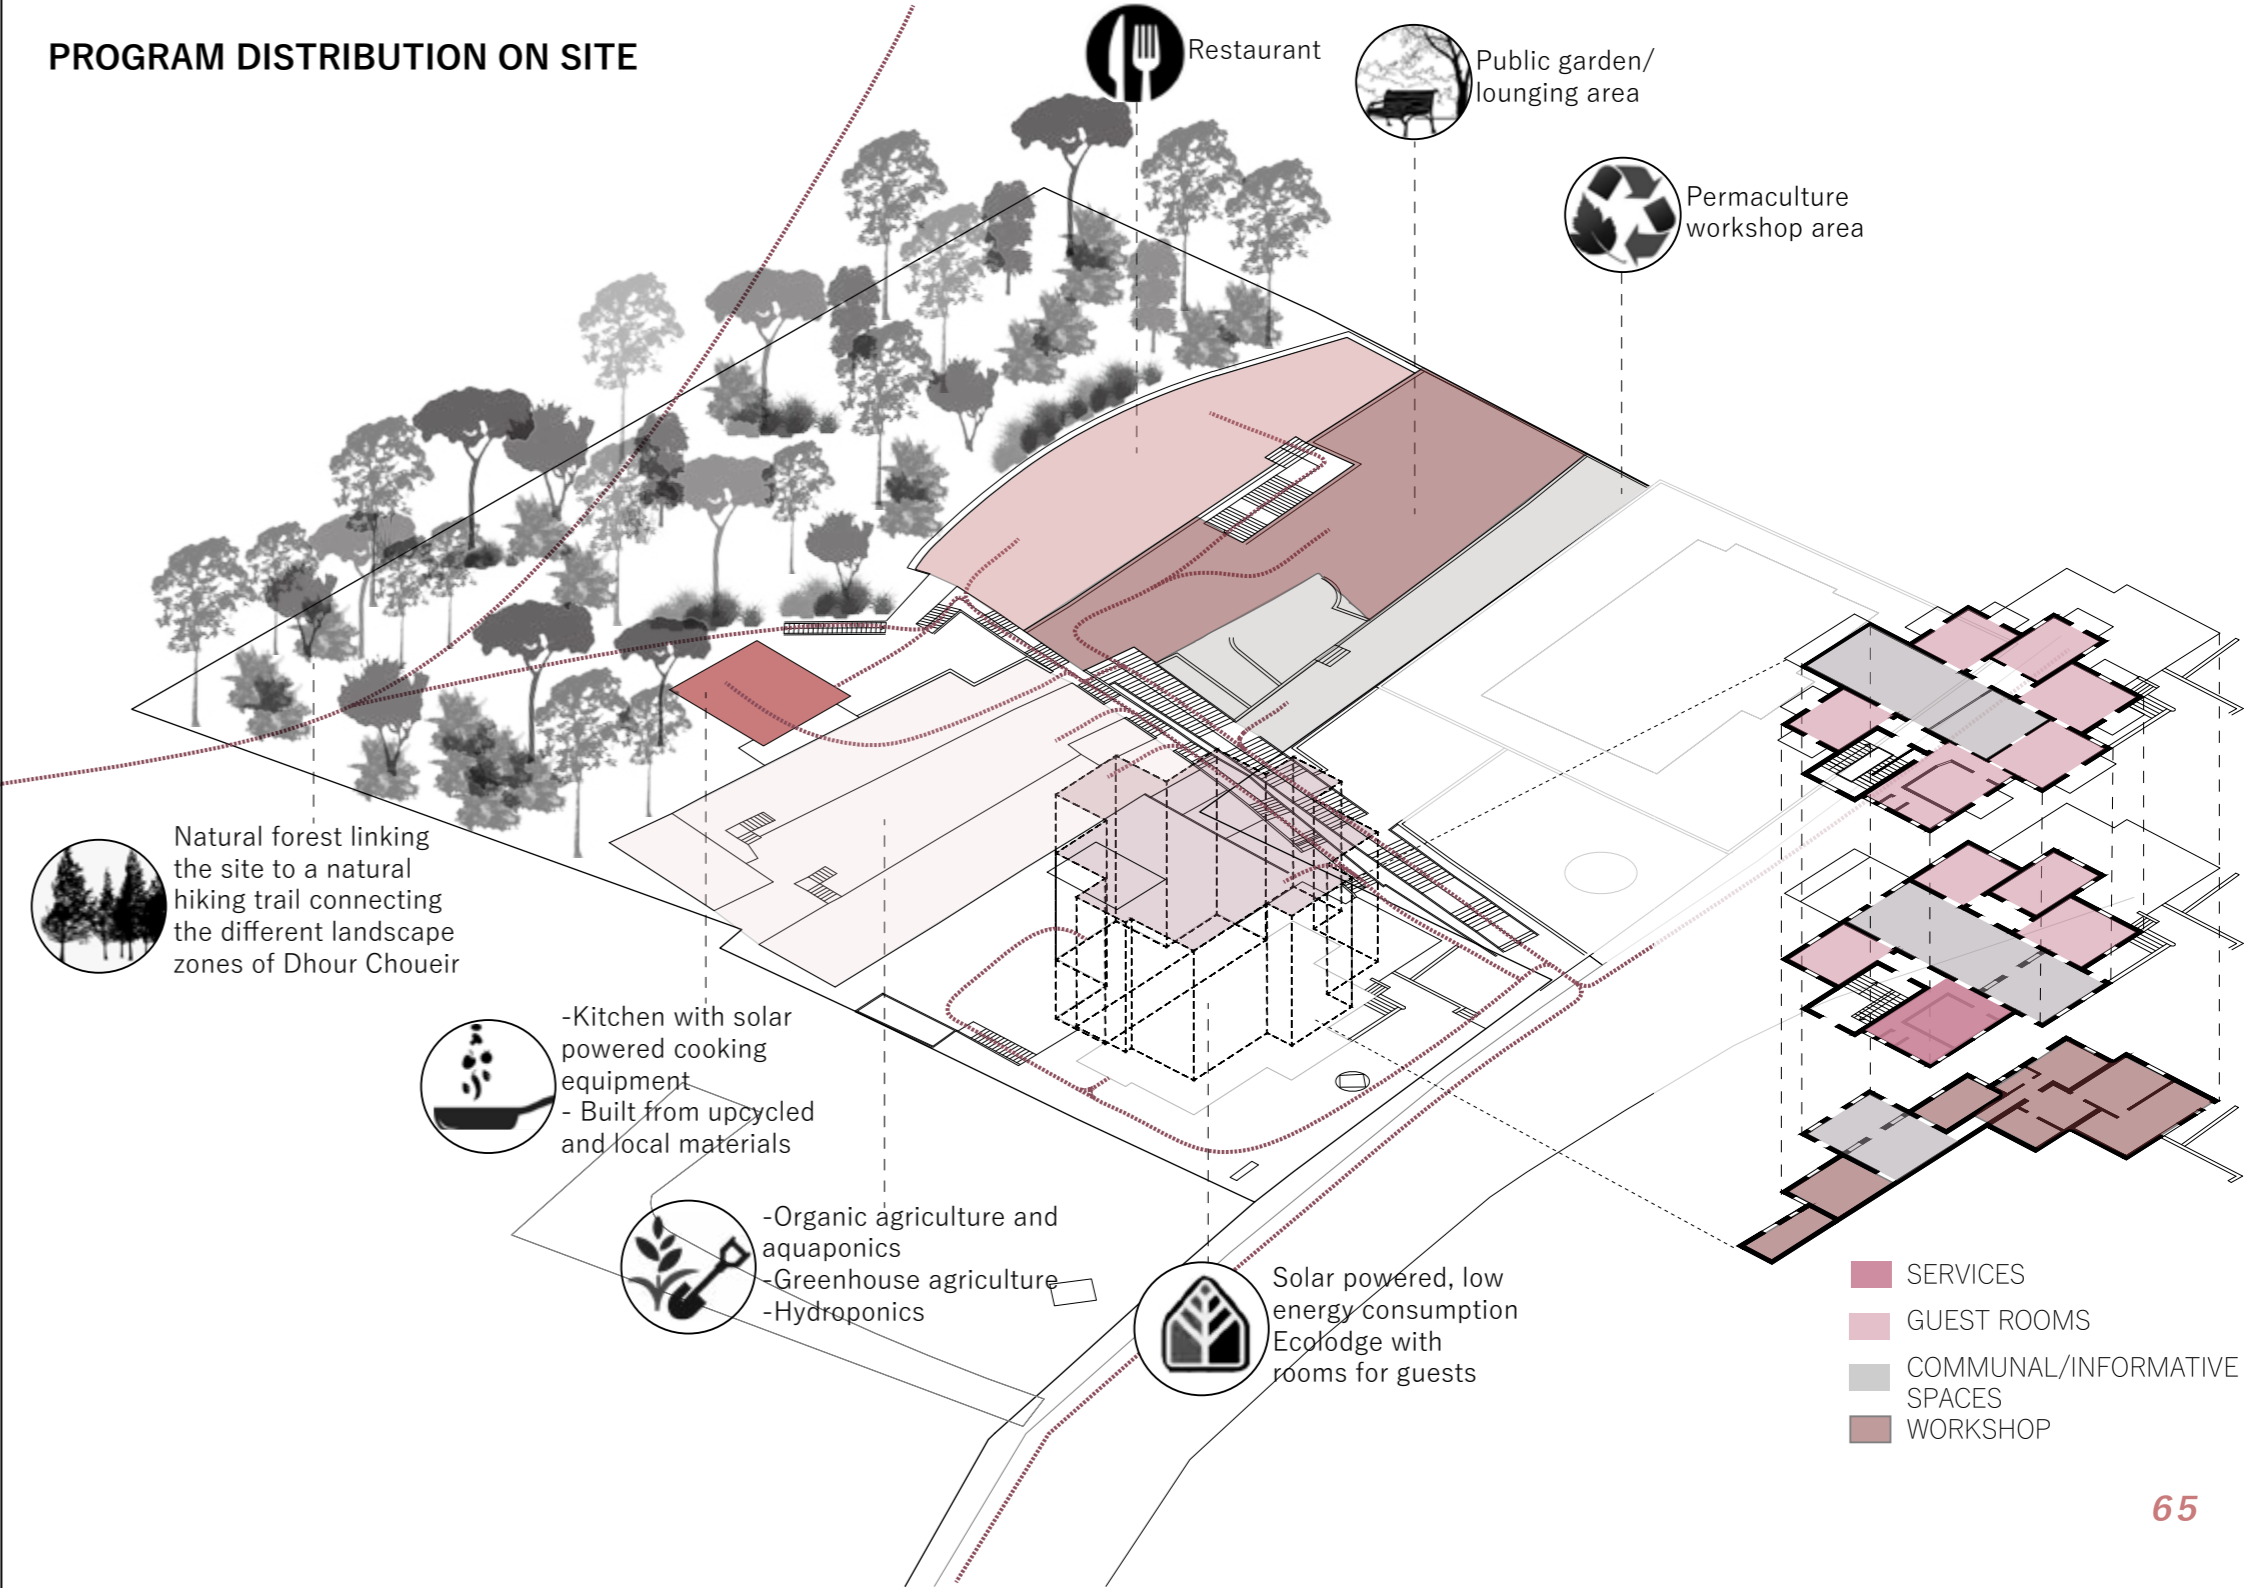 PROGRAM DISTRIBUTION ON SITE
Restaurant
Public garden/
lounging area
Permaculture
workshop area
Natural forest linking
the site to a natural
hiking trail connecting
the different landscape
zones of Dhour Choueir
-Kitchen with solar
powered cooking
equipment
- Built from upcycled
and local materials
-Organic agriculture and
aquaponics
-Greenhouse agriculture
-Hydroponics
Solar powered, low
energy consumption
Ecolodge with
rooms for guests
SERVICES
GUEST ROOMS
COMMUNAL/INFORMATIVE
SPACES
WORKSHOP
65